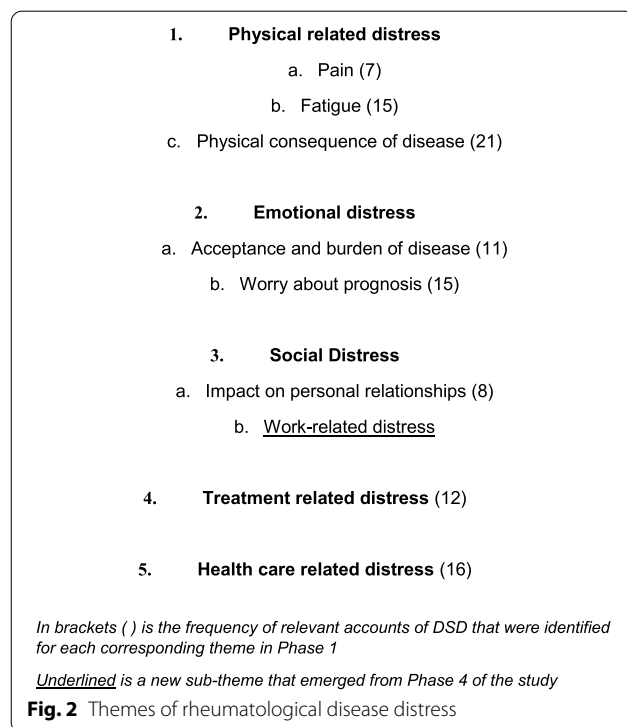 1. Physical related distress
a. Pain (7)
b. Fatigue (15)
c. Physical consequence of disease (21)
2. Emotional distress
a. Acceptance and burden of disease (11)
b. Worry about prognosis (15)
3. Social Distress
a. Impact on personal relationships (8)
b. Work-related distress
4. Treatment related distress (12)
5. Health care related distress (16)
In brackets ( ) is the frequency of relevant accounts of DSD that were identified
for each corresponding theme in Phase 1
Underlined is a new sub-theme that emerged from Phase 4 of the study
Fig. 2 Themes of rheumatological disease distress